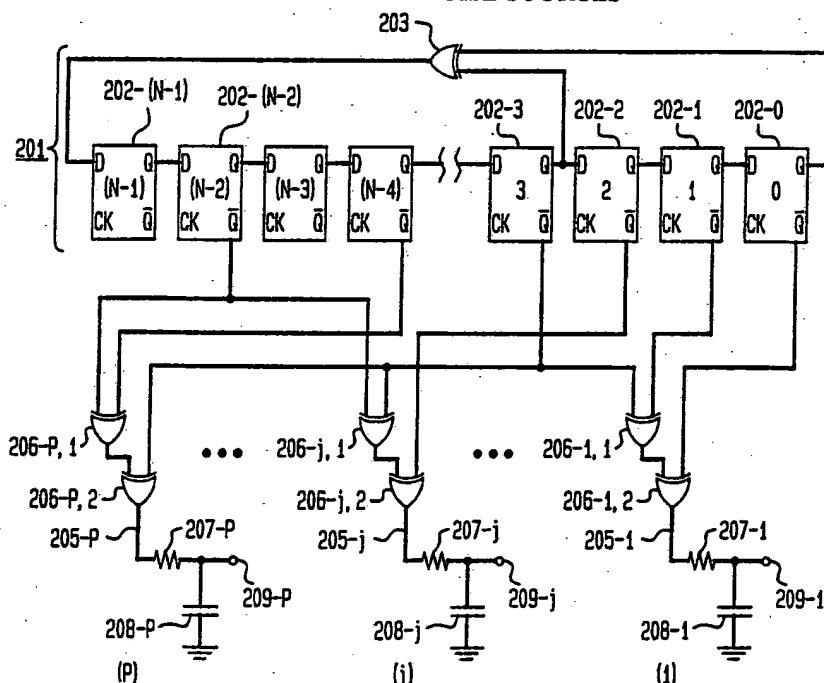 203
202-(N-1)
202-(N-2)
202-3
202-2
202-1
202-0
201
D Q
(N-1)
CK Q̅
D Q
(N-2)
CK Q̅
D Q
(N-3)
CK Q̅
D Q
(N-4)
CK Q̅
D Q
3
CK Q̅
D Q
2
CK Q̅
D Q
1
CK Q̅
D Q
0
CK Q̅
206-P, 1
206-j, 1
206-1, 1
206-P, 2
206-j, 2
206-1, 2
205-P
207-P
205-j
207-j
205-1
207-1
209-P
209-j
209-1
208-P
208-j
208-1
(P)
(j)
(1)